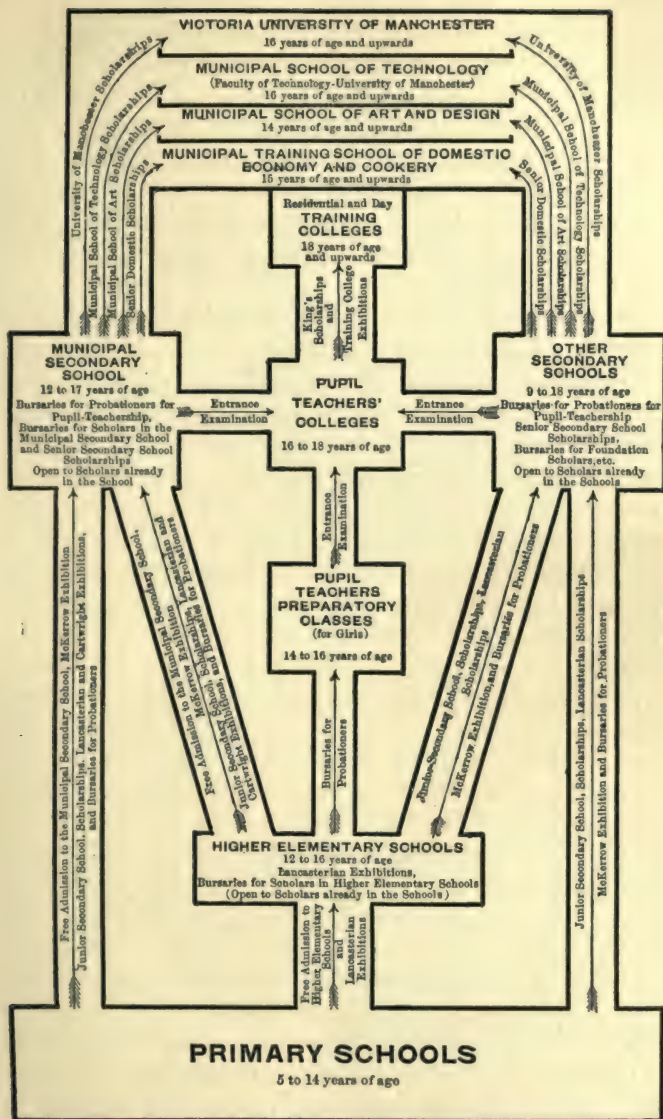 VICTORIA UNIVERSITY OF MANCHESTER
16 years of age and upwards
MUNICIPAL SCHOOL OF TECHNOLOGY
(Faculty of Technology-University of Manchester)
16 years of age and upwards
MUNICIPAL SCHOOL OF ART AND DESIGN
14 years of age and upwards
MUNICIPAL TRAINING SCHOOL OF DOMESTIC
ECONOMY AND COOKERY
15 years of age and upwards
University of Manchester Scholarships
Municipal School of Technology Scholarships
Municipal School of Art Scholarships
Senior Domestic Scholarships
University of Manchester Scholarships
Municipal School of Technology Scholarships
Municipal School of Art Scholarships
Senior Domestic Scholarships
Residential and Day
TRAINING
COLLEGES
18 years of age
and upwards
King's
Scholarships
and
Training College
Exhibitions
MUNICIPAL
SECONDARY
SCHOOL
12 to 17 years of age
Bursaries for Probationers for
Pupil-Teachership,
Bursaries for Scholars in the
Municipal Secondary School
and Senior Secondary School
Scholarships
Open to Scholars already
in the School
Entrance
Examination
PUPIL
TEACHERS'
COLLEGES
16 to 18 years of age
Entrance
Examination
OTHER
SECONDARY
SCHOOLS
9 to 18 years of age
Bursaries for Probationers for
Pupil-Teachership
Senior Secondary School
Scholarships,
Bursaries for Foundation
Scholars, etc.
Open to Scholars already
in the Schools
Entrance
Examination
PUPIL
TEACHERS
PREPARATORY
CLASSES
(for Girls)
14 to 16 years of age
Bursaries for
Probationers
Free Admission to the Municipal Secondary School, McKerrow Exhibition
Junior Secondary School, Scholarships, Lancasterian and Cartwright Exhibitions,
and Bursaries for Probationers
Free Admission to the Municipal Secondary School,
McKerrow Exhibition
Junior Secondary School, Scholarships, Lancasterian and
Cartwright Exhibitions, and Bursaries for Probationers
Junior Secondary School, Scholarships, Lancasterian
Scholarships
McKerrow Exhibition, and Bursaries for Probationers
Junior Secondary School, Scholarships, Lancasterian Scholarships
McKerrow Exhibition and Bursaries for Probationers
HIGHER ELEMENTARY SCHOOLS
12 to 16 years of age
Lancasterian Exhibitions,
Bursaries for Scholars in Higher Elementary Schools
(Open to Scholars already in the Schools)
Free Admission to
Higher Elementary
Schools
and
Lancasterian
Exhibitions
PRIMARY SCHOOLS
5 to 14 years of age